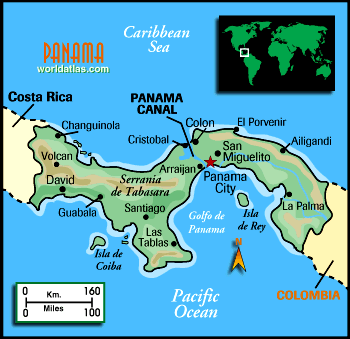 PANAMA
worldatlas.com
Caribbean
Sea
Costa Rica
PANAMA
CANAL
Changuinola
Colon
El Porvenir
Cristobal
San
Miguelito
Ailigandi
Volcan
Arraijan
Serrania
de Tabasara
Panama
City
David
La Palma
Guabala
Santiago
Golfo de
Panama
Isla
de Rey
Las
Tablas
Isla de
Coiba
N
COLOMBIA
Pacific
Ocean
0 Km. 160
0 Miles 100